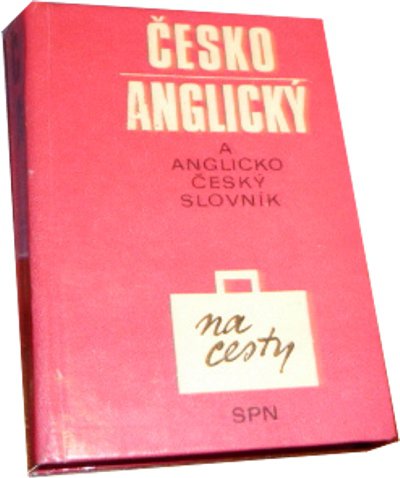 ČESKO
ANGLICKÝ
A
ANGLICKO
ČESKÝ
SLOVNÍK
na
cesty
SPN